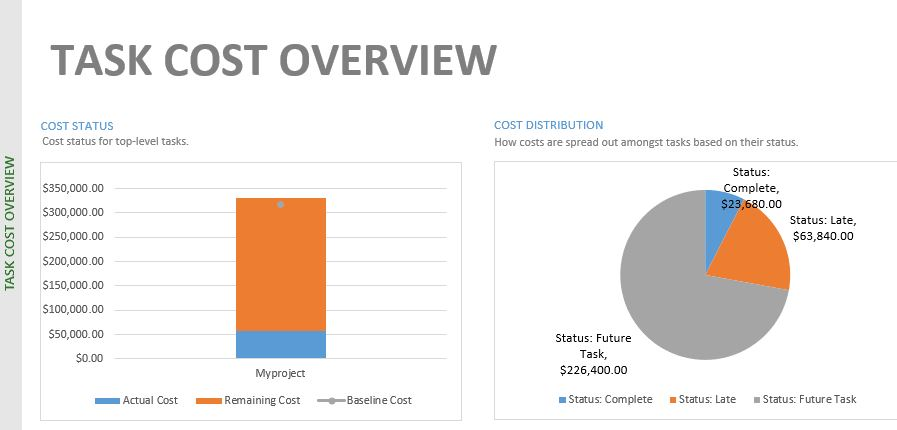 TASK COST OVERVIEW
TASK COST OVERVIEW
COST STATUS
Cost status for top-level tasks.
$350,000.00
$300,000.00
$250,000.00
$200,000.00
$150,000.00
$100,000.00
$50,000.00
$0.00
Myproject
Actual Cost
Remaining Cost
Baseline Cost
COST DISTRIBUTION
How costs are spread out amongst tasks based on their status.
Status:
Complete,
$23,680.00
Status: Late,
$63,840.00
Status: Future
Task,
$226,400.00
Status: Complete
Status: Late
Status: Future Task